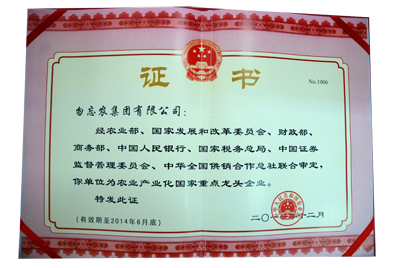 证书
No.1006
勿忘农集团有限公司：
经农业部、国家发展和改革委员会、财政部、
商务部、中国人民银行、国家税务总局、中国证券
监督管理委员会、中华全国供销合作总社联合审定，
你单位为农业产业化国家重点龙头企业。
特发此证
二〇一 年十二月
(有效期至2014年6月底)